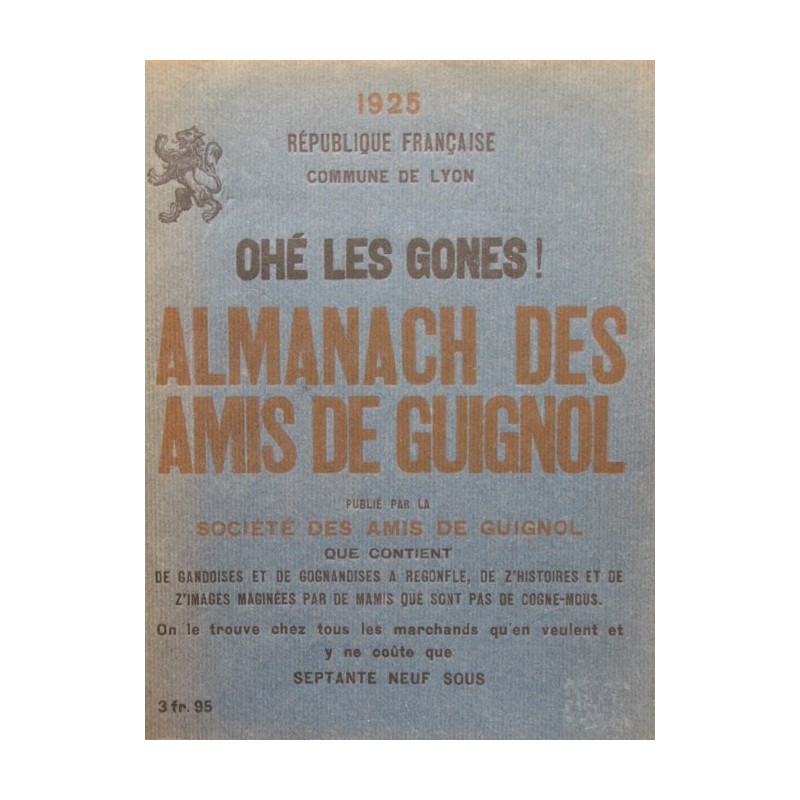 1925
RÉPUBLIQUE FRANÇAISE
COMMUNE DE LYON
OHÉ LES GONES!
ALMANACH DES
AMIS DE GUIGNOL
PUBLIÉ PAR LA
SOCIÉTÉ DES AMIS DE GUIGNOL
QUE CONTIENT
DE GANDOISES ET DE GOGNANDISES A REGONFLE, DE Z'HISTOIRES ET DE
Z'IMAGES MAGINÉES PAR DE MAMIS QUE SONT PAS DE COGNE-MOUS.
On le trouve chez tous les marchands qu'en veulent et
y ne coûte que
SEPTANTE NEUF SOUS
3 fr. 95